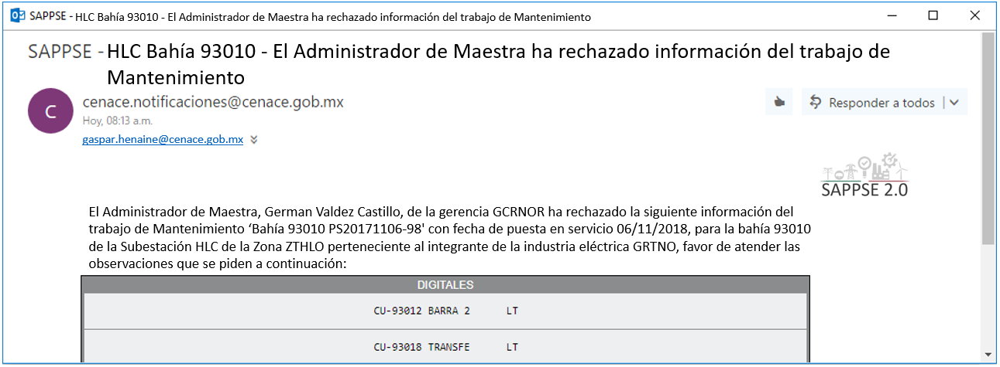 SAPPSE - HLC Bahía 93010 - El Administrador de Maestra ha rechazado información del trabajo de Mantenimiento
SAPPSE - HLC Bahía 93010 - El Administrador de Maestra ha rechazado información del trabajo de
Mantenimiento
C
cenace.notificaciones@cenace.gob.mx
Hoy, 08:13 a.m.
gaspar.henaine@cenace.gob.mx
Responder a todos
SAPPSE 2.0
El Administrador de Maestra, German Valdez Castillo, de la gerencia GCRNOR ha rechazado la siguiente información del
trabajo de Mantenimiento ‘Bahía 93010 PS20171106-98' con fecha de puesta en servicio 06/11/2018, para la bahía 93010
de la Subestación HLC de la Zona ZTHLO perteneciente al integrante de la industria eléctrica GRTNO, favor de atender las
observaciones que se piden a continuación:
DIGITALES
CU-93012 BARRA 2 LT
CU-93018 TRANSFE LT